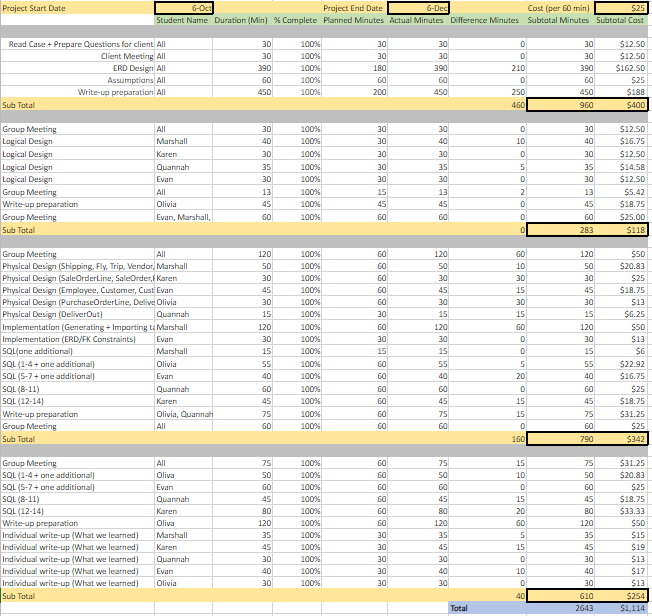 Project Start Date 6-Oct Project End Date 6-Dec Cost (per 60 min) $25
Student Name Duration (Min) % Complete Planned Minutes Actual Minutes Difference Minutes Subtotal Minutes Subtotal Cost
Read Case + Prepare Questions for client All 30 100% 30 30 0 30 $12.50
Client Meeting All 30 100% 30 30 0 30 $12.50
ERD Design All 390 100% 180 390 210 390 $162.50
Assumptions All 60 100% 60 60 0 60 $25
Write-up preparation All 450 100% 200 450 250 450 $188
Sub Total 460 960 $400
Group Meeting All 30 100% 30 30 0 30 $12.50
Logical Design Marshall 40 100% 30 40 10 40 $16.75
Logical Design Karen 30 100% 30 30 0 30 $12.50
Logical Design Quannah 35 100% 30 35 5 35 $14.58
Logical Design Evan 30 100% 30 30 0 30 $12.50
Group Meeting All 13 100% 15 13 2 13 $5.42
Write-up preparation Olivia 45 100% 45 45 0 45 $18.75
Group Meeting Evan, Marshall, 60 100% 60 60 0 60 $25.00
Sub Total 0 283 $118
Group Meeting All 120 100% 60 120 60 120 $50
Physical Design (Shipping, Fly, Trip, Vendor, Marshall 50 100% 60 50 10 50 $20.83
Physical Design (SaleOrderLine, SaleOrder, Karen 30 100% 60 30 30 30 $25
Physical Design (Employee, Customer, Cust Evan 45 100% 60 45 15 45 $18.75
Physical Design (PurchaseOrderLine, Delive Olivia 30 100% 60 30 30 30 $13
Physical Design (DeliverOut) Quannah 15 100% 30 15 15 15 $6.25
Implementation (Generating + Importing ta Marshall 120 100% 60 120 60 120 $50
Implementation (ERD/FK Constraints) Evan 30 100% 30 30 0 30 $13
SQL(one additional) Marshall 15 100% 15 15 0 15 $6
SQL (1-4 + one additional) Olivia 55 100% 60 55 5 55 $22.92
SQL (5-7 + one additional) Evan 40 100% 60 40 20 40 $16.75
SQL (8-11) Quannah 60 100% 60 60 0 60 $25
SQL (12-14) Karen 45 100% 60 45 15 45 $18.75
Write-up preparation Olivia, Quannah 75 100% 60 75 15 75 $31.25
Group Meeting All 60 100% 60 60 0 60 $25
Sub Total 160 790 $342
Group Meeting All 75 100% 60 75 15 75 $31.25
SQL (1-4 + one additional) Oliva 50 100% 60 50 10 50 $20.83
SQL (5-7 + one additional) Evan 60 100% 60 60 0 60 $25
SQL (8-11) Quannah 45 100% 60 45 15 45 $18.75
SQL (12-14) Karen 80 100% 60 80 20 80 $33.33
Write-up preparation Oliva 120 100% 60 120 60 120 $50
Individual write-up (What we learned) Marshall 35 100% 30 35 5 35 $15
Individual write-up (What we learned) Karen 45 100% 30 45 15 45 $19
Individual write-up (What we learned) Quannah 30 100% 30 30 0 30 $13
Individual write-up (What we learned) Evan 40 100% 30 40 10 40 $17
Individual write-up (What we learned) Olivia 30 100% 30 30 0 30 $13
Sub Total 40 610 $254
Total 2643 $1,114